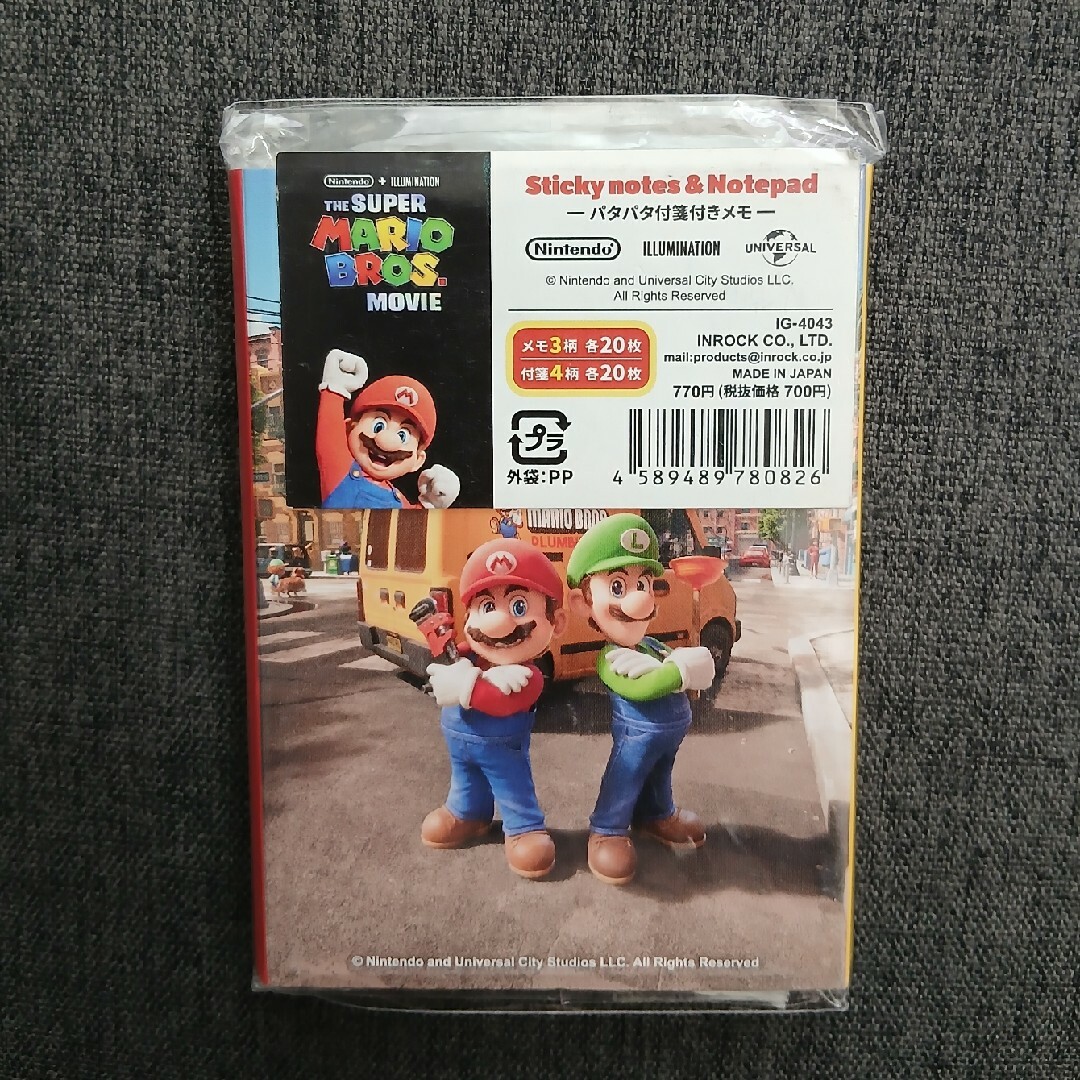 Nintendo + ILLUMINATION
THE SUPER
MARIO
BROS.
MOVIE
M
Sticky notes & Notepad
ー パタパタ付箋付きメモ ー
Nintendo ILLUMINATION UNIVERSAL
© Nintendo and Universal City Studios LLC.
All Rights Reserved
メモ3柄 各20枚
付箋4柄 各20枚
IG-4043
INROCK CO., LTD.
mail:products@inrock.co.jp
MADE IN JAPAN
770円 (税抜価格 700円)
プラ
外袋:PP
4 589489 780826
MARIO BROS
PLUMB
M
L
© Nintendo and Universal City Studios LLC. All Rights Reserved